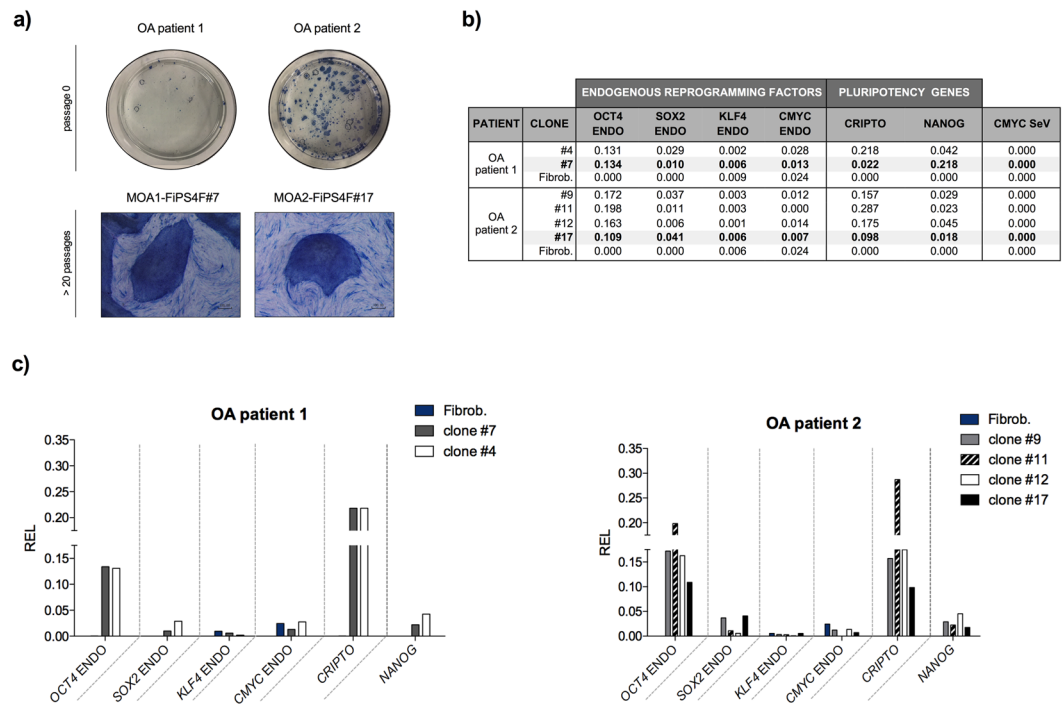 a)
OA patient 1 OA patient 2
passage 0
MOA1-FiPS4F#7 MOA2-FiPS4F#17
> 20 passages
b)
ENDOGENOUS REPROGRAMMING FACTORS PLURIPOTENCY GENES
PATIENT CLONE OCT4 ENDO SOX2 ENDO KLF4 ENDO CMYC ENDO CRIPTO NANOG CMYC SeV
OA patient 1
#4 0.131 0.029 0.002 0.028 0.218 0.042 0.000
#7 0.134 0.010 0.006 0.013 0.022 0.218 0.000
Fibrob. 0.000 0.000 0.009 0.024 0.000 0.000 0.000
OA patient 2
#9 0.172 0.037 0.003 0.012 0.157 0.029 0.000
#11 0.198 0.011 0.003 0.000 0.287 0.023 0.000
#12 0.163 0.006 0.001 0.014 0.175 0.045 0.000
#17 0.109 0.041 0.006 0.007 0.098 0.018 0.000
Fibrob. 0.000 0.000 0.006 0.024 0.000 0.000 0.000
c)
OA patient 1
Fibrob.
clone #7
clone #4
REL
0.35
0.30
0.25
0.20
0.15
0.10
0.05
0.00
OCT4 ENDO
SOX2 ENDO
KLF4 ENDO
CMYC ENDO
CRIPTO
NANOG
OA patient 2
Fibrob.
clone #9
clone #11
clone #12
clone #17
REL
0.35
0.30
0.25
0.20
0.15
0.10
0.05
0.00
OCT4 ENDO
SOX2 ENDO
KLF4 ENDO
CMYC ENDO
CRIPTO
NANOG